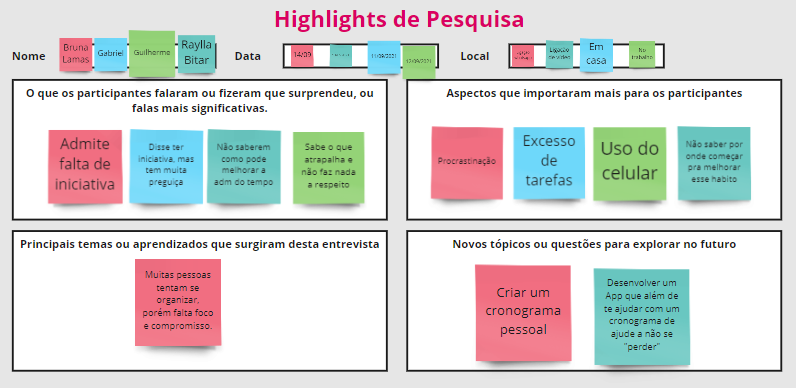 Highlights de Pesquisa
Nome
Bruna
Lamas
Gabriel
Guilherme
Raylla
Bitar
Data
14/09
11/09/2021
12/09/2021
Local
Ligação
de vídeo
Em
casa
No
trabalho
O que os participantes falaram ou fizeram que surpreendeu, ou
falas mais significativas.
Admite
falta de
iniciativa
Disse ter
iniciativa, mas
tem muita
preguiça
Não saberem
como pode
melhorar a
adm do tempo
Sabe o que
atrapalha e
não faz nada
a respeito
Aspectos que importaram mais para os participantes
Procrastinação
Excesso
de
tarefas
Uso do
celular
Não saber por
onde começar
pra melhorar
esse habito
Principais temas ou aprendizados que surgiram desta entrevista
Muitas pessoas
tentam se
organizar,
porém falta foco
e compromisso.
Novos tópicos ou questões para explorar no futuro
Criar um
cronograma
pessoal
Desenvolver um
App que além de
te ajudar com um
cronograma de
ajude a não se
"perder"